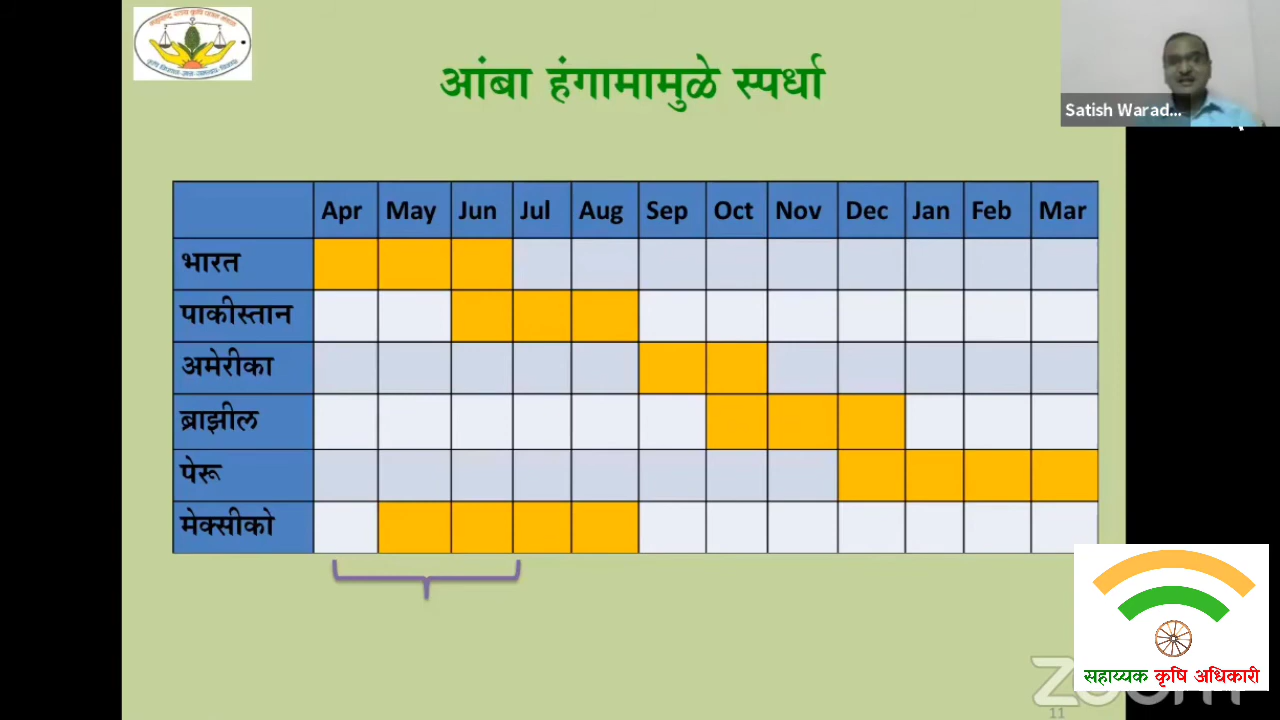 आंबा हंगामामुळे स्पर्धा
Satish Warad...
Apr May Jun Jul Aug Sep Oct Nov Dec Jan Feb Mar
भारत
पाकीस्तान
अमेरीका
ब्राझील
पेरू
मेक्सीको
सहाय्यक कृषि अधिकारी
zoom
11